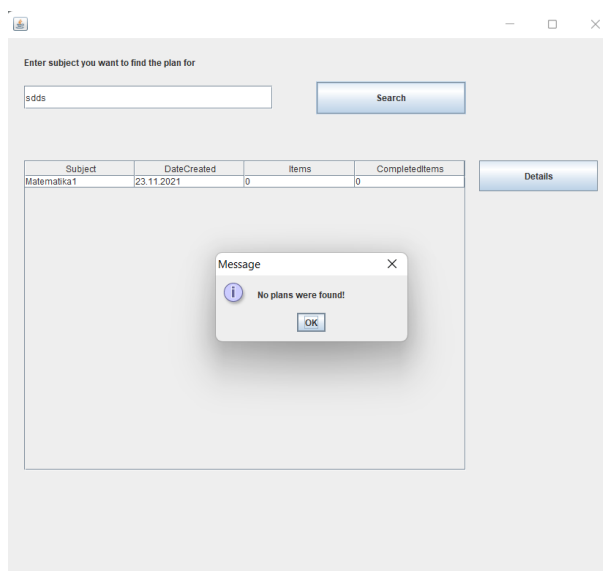 Enter subject you want to find the plan for
sdds
Search
Subject DateCreated Items CompletedItems
Matematika1 23.11.2021 0 0
Details
Message
No plans were found!
OK